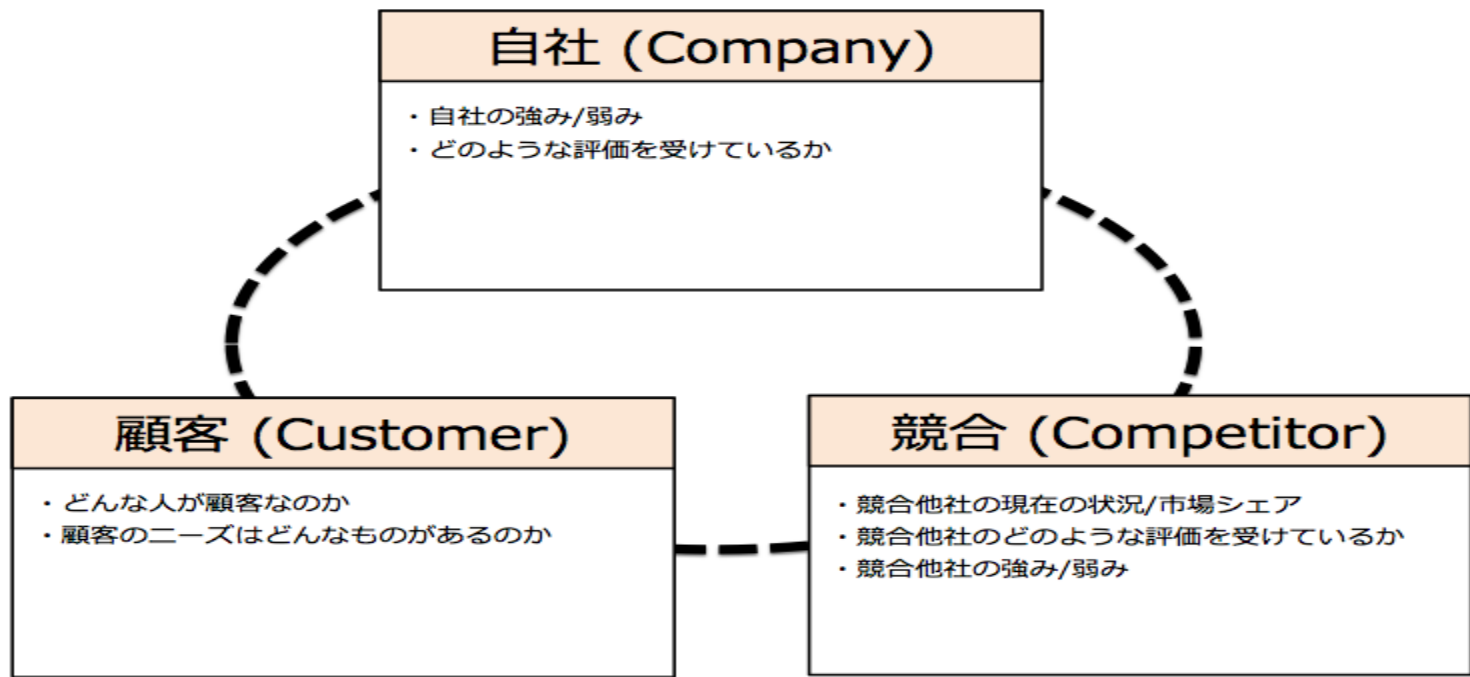 自社 (Company)
・自社の強み/弱み
・どのような評価を受けているか
顧客 (Customer)
・どんな人が顧客なのか
・顧客のニーズはどんなものがあるのか
競合 (Competitor)
・競合他社の現在の状況/市場シェア
・競合他社のどのような評価を受けているか
・競合他社の強み/弱み